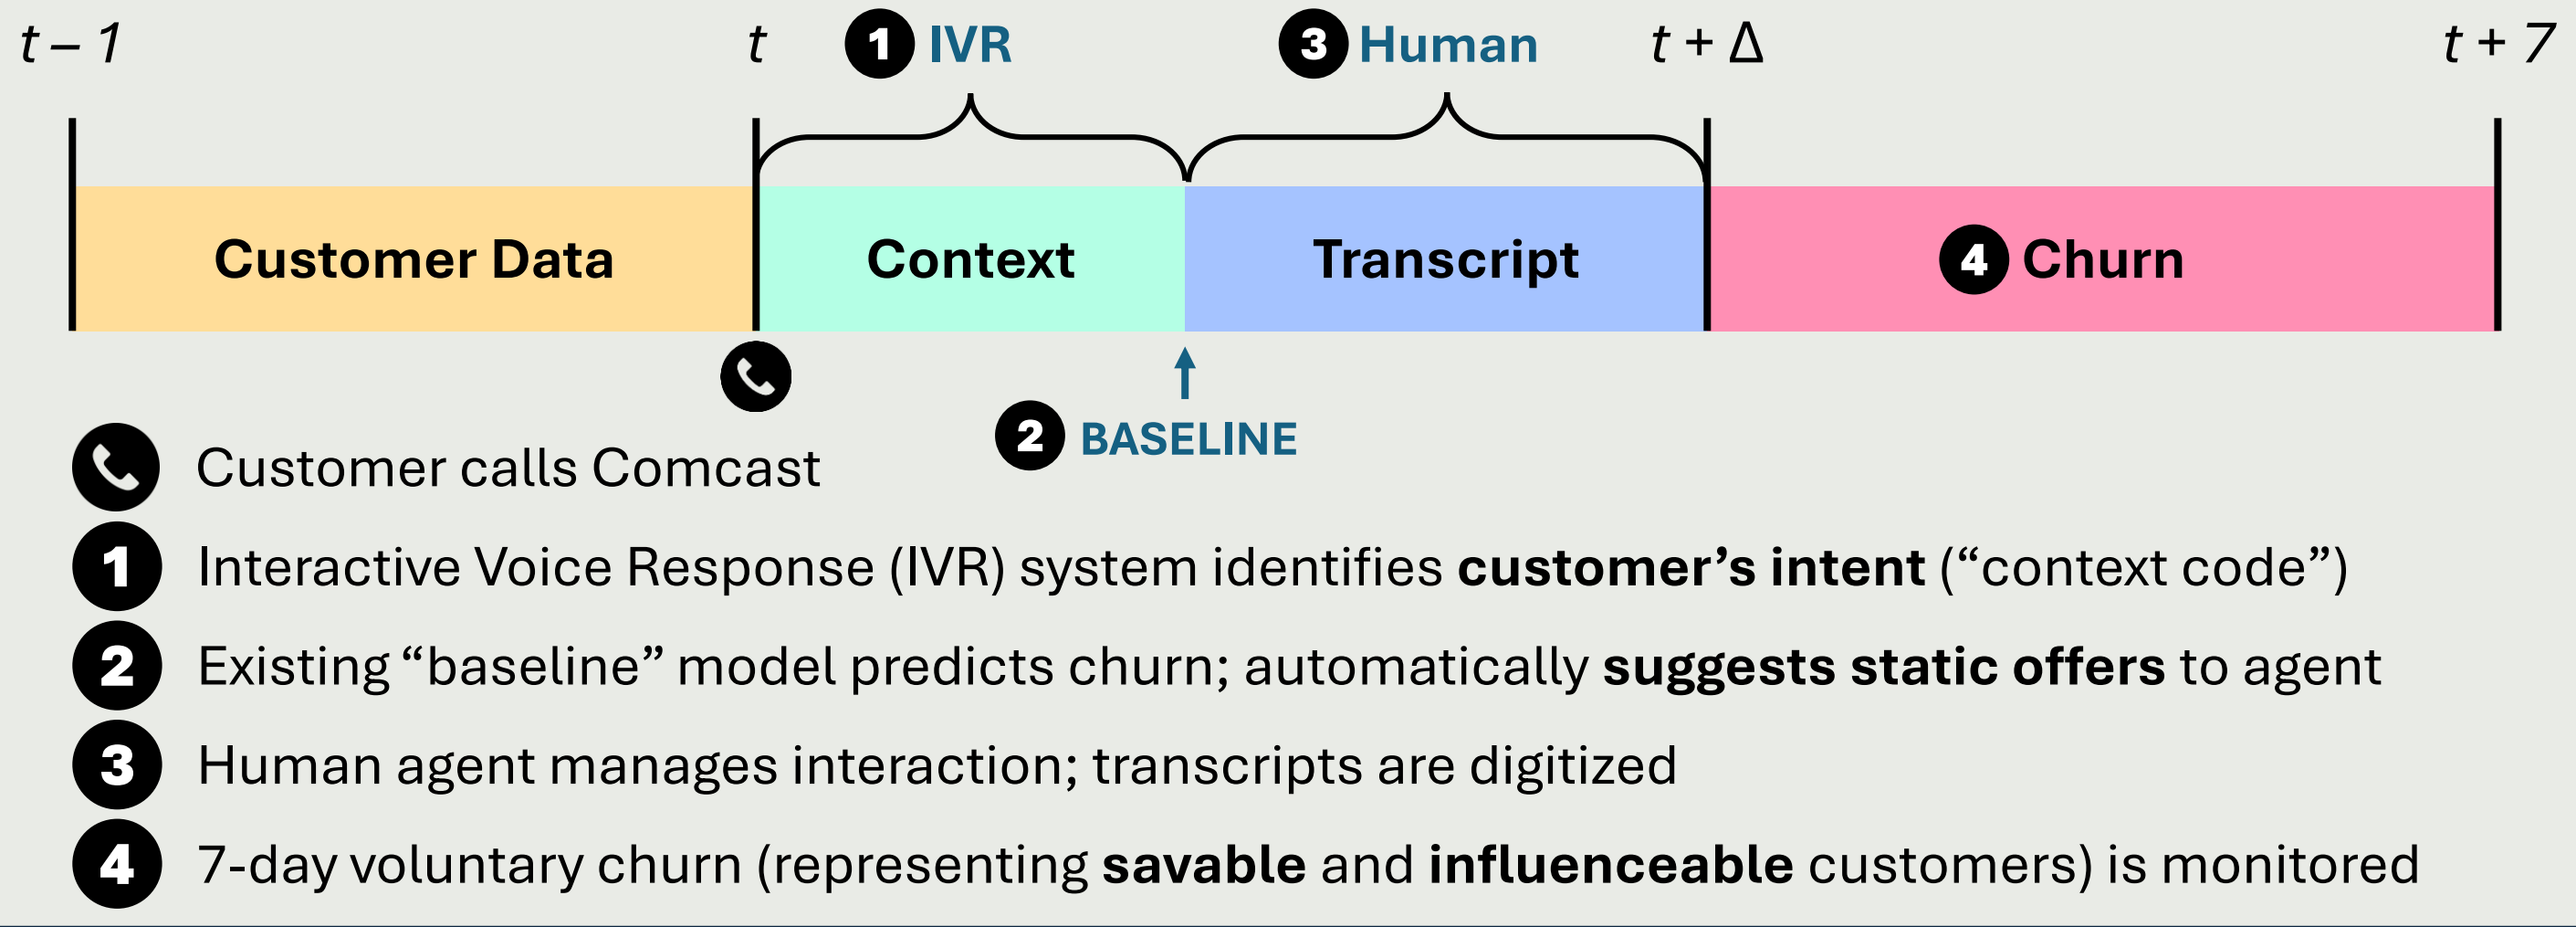 t – 1
t
1 IVR
3 Human
t + Δ
t + 7
Customer Data
Context
Transcript
4 Churn
2 BASELINE
Customer calls Comcast
1 Interactive Voice Response (IVR) system identifies customer’s intent (“context code”)
2 Existing “baseline” model predicts churn; automatically suggests static offers to agent
3 Human agent manages interaction; transcripts are digitized
4 7-day voluntary churn (representing savable and influenceable customers) is monitored